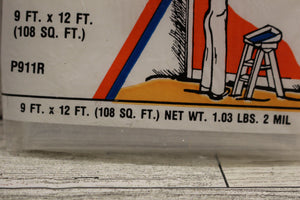 9 FT. x 12 FT.
(108 SQ. FT.)
P911R
9 FT. x 12 FT. (108 SQ. FT.) NET WT. 1.03 LBS. 2 MIL